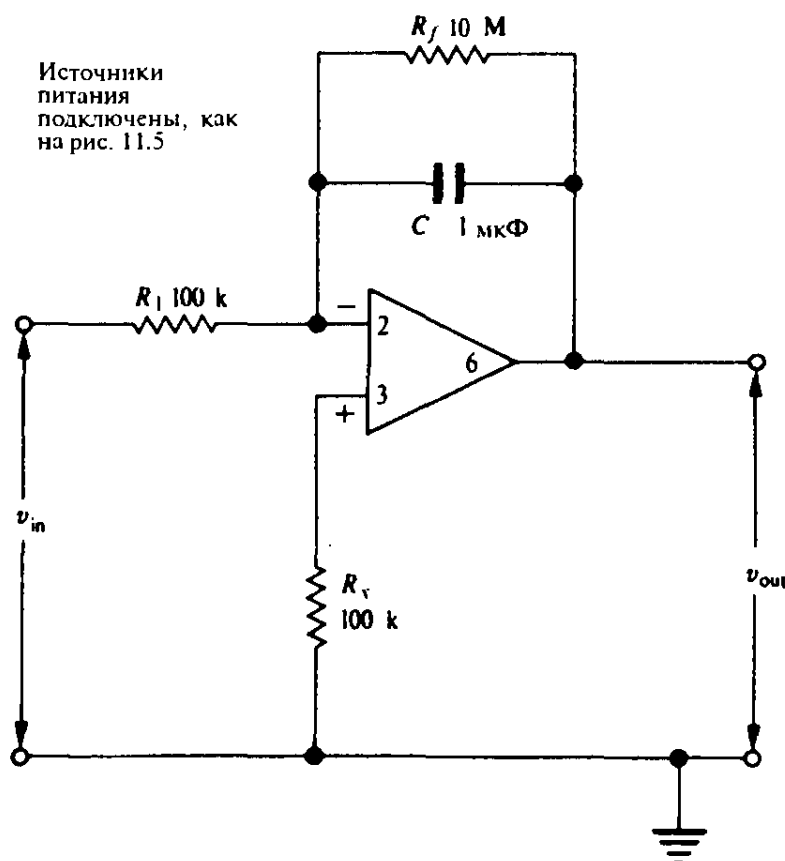 R_f 10 M
Источники
питания
подключены, как
на рис. 11.5
C 1 мкФ
R_1 100 k
−
2
6
3
+
v_in
R_x
100 k
v_out